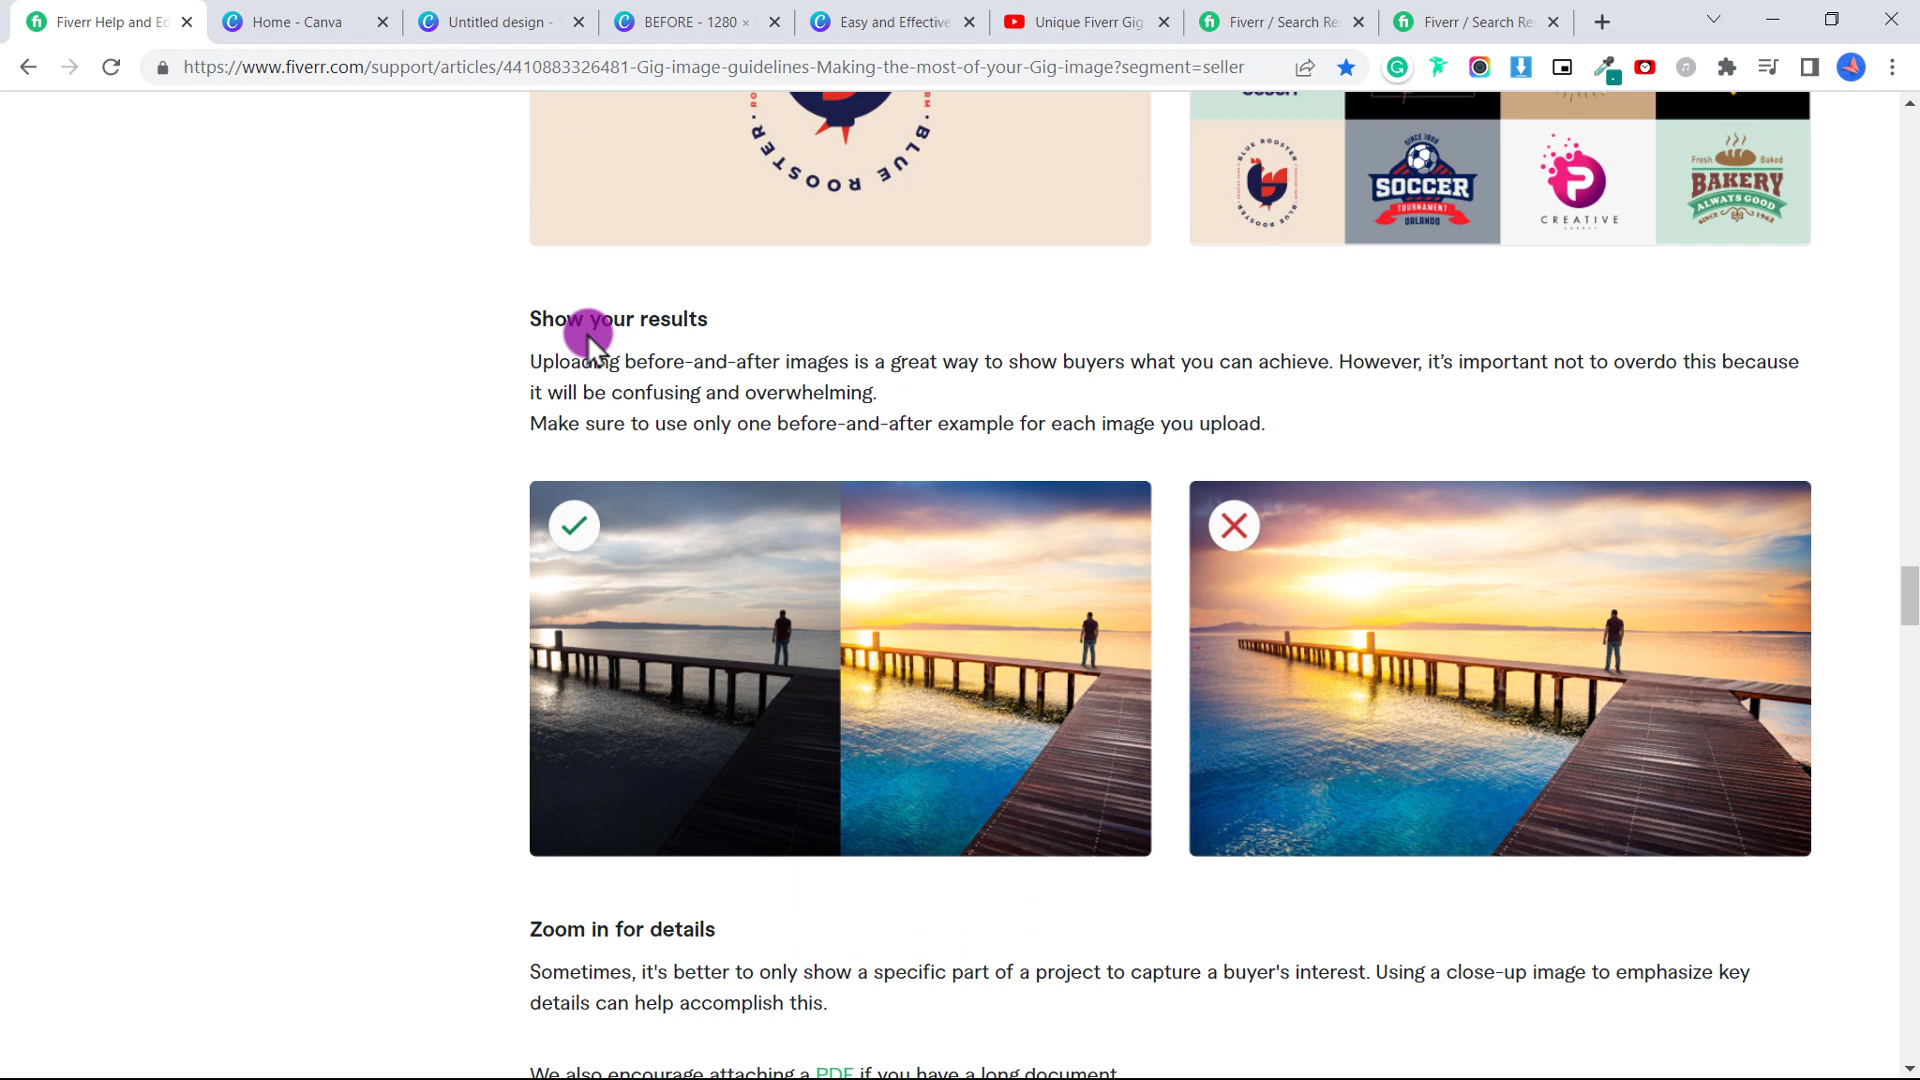 Fiverr Help and Ed
Home - Canva
Untitled design -
BEFORE - 1280 ×
Easy and Effective
Unique Fiverr Gig
Fiverr / Search Re
Fiverr / Search Re
https://www.fiverr.com/support/articles/4410883326481-Gig-image-guidelines-Making-the-most-of-your-Gig-image?segment=seller
BLUE ROOSTER
BLUE ROOSTER
SINCE 1988
SOCCER
TOURNAMENT
ORLANDO
P
CREATIVE
Fresh Baked
BAKERY
ALWAYS GOOD
SINCE 1962
Show your results
Uploading before-and-after images is a great way to show buyers what you can achieve. However, it's important not to overdo this because
it will be confusing and overwhelming.
Make sure to use only one before-and-after example for each image you upload.
Zoom in for details
Sometimes, it's better to only show a specific part of a project to capture a buyer's interest. Using a close-up image to emphasize key
details can help accomplish this.
We also encourage attaching a PDF if you have a long document